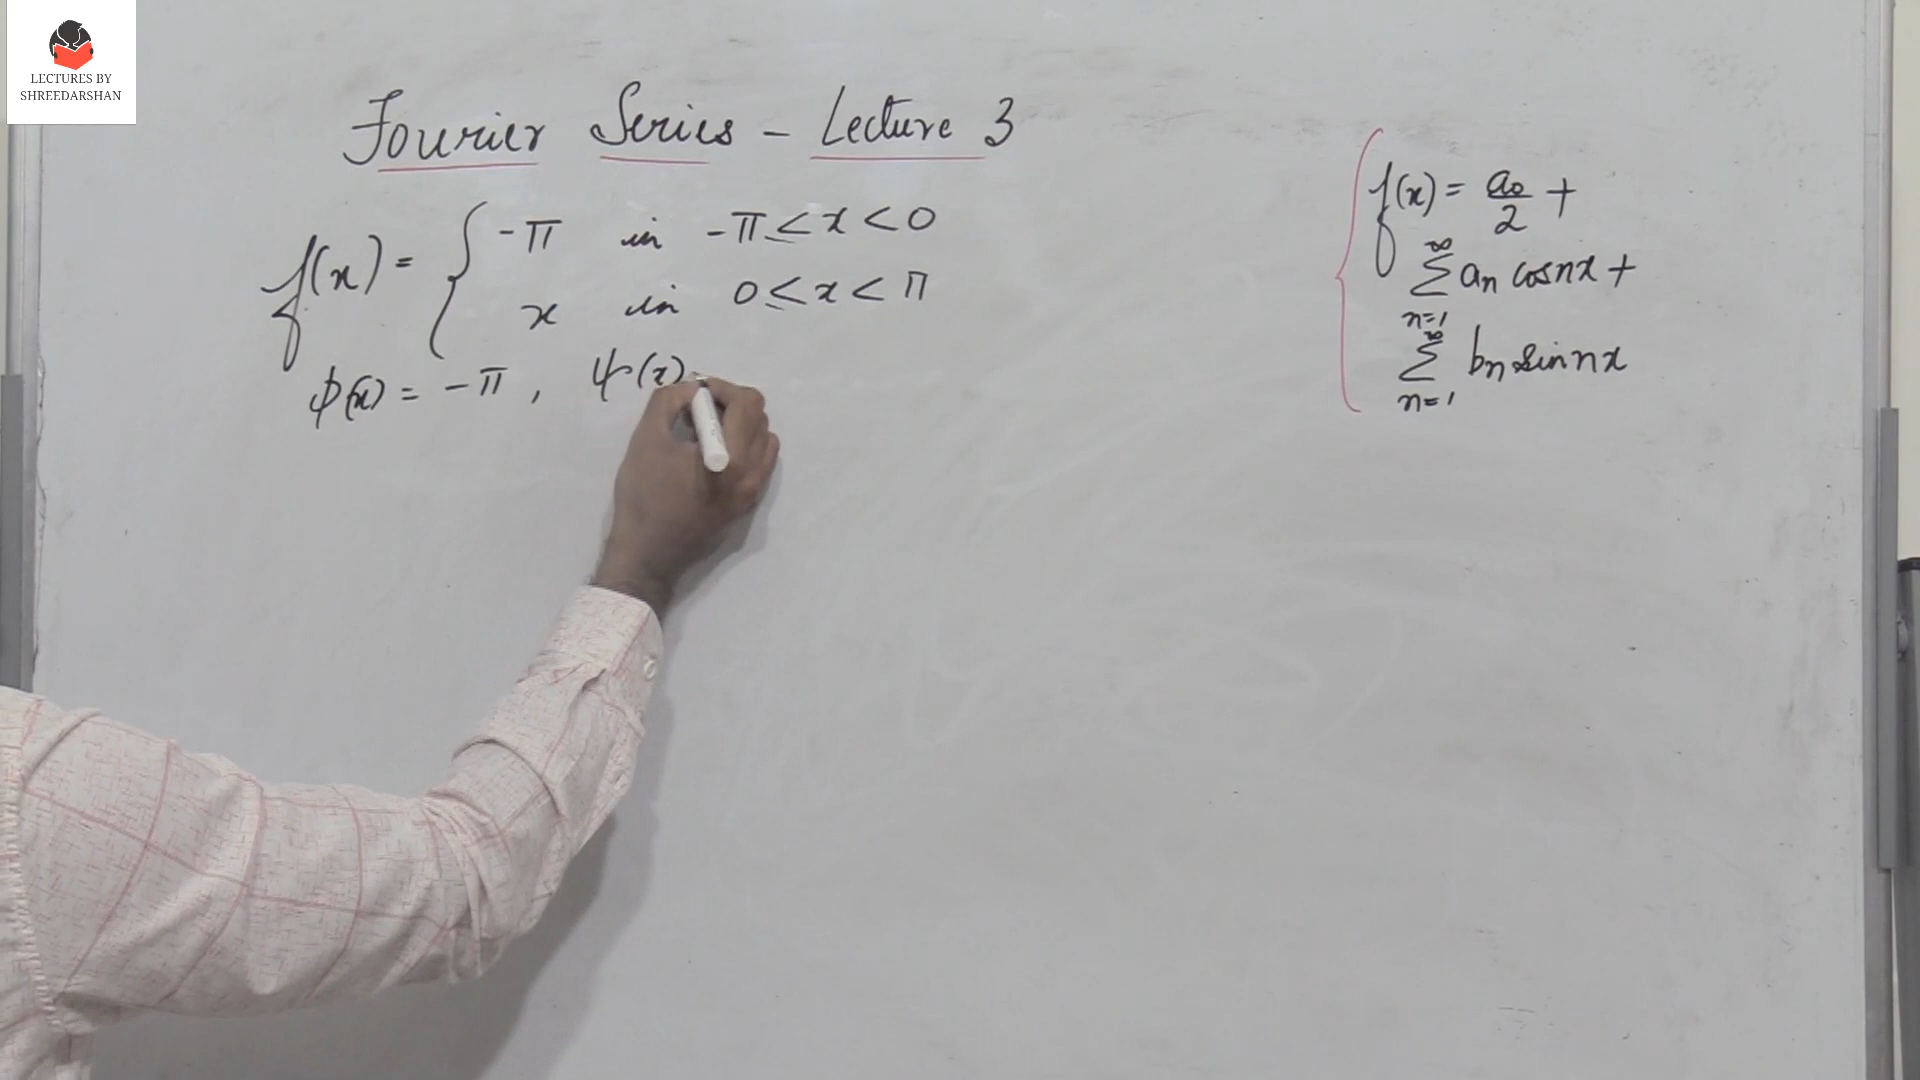 LECTURES BY
SHREEDARSHAN
Fourier Series - Lecture 3
f(x) = { -π in -π ≤ x < 0
x in 0 ≤ x < π
φ(x) = -π , ψ(x)
f(x) = a₀/2 +
∞
Σ aₙ cos nx +
n=1
∞
Σ bₙ sin nx
n=1